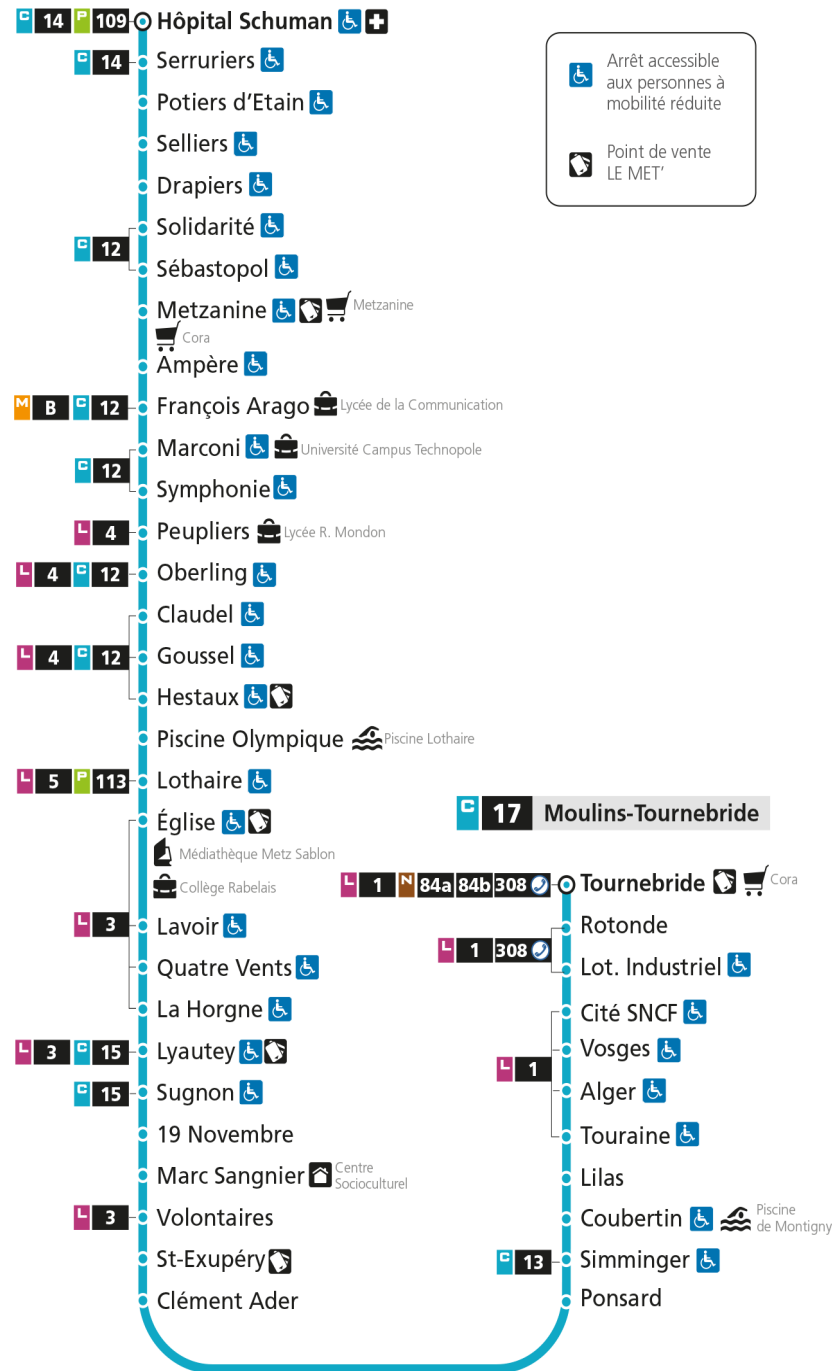 C 14 P 109 Hôpital Schuman
C 14 Serruriers
Potiers d'Etain
Selliers
Drapiers
Solidarité
C 12
Sébastopol
Metzanine Metzanine
Cora
Ampère
M B C 12 François Arago Lycée de la Communication
Marconi Université Campus Technopole
C 12
Symphonie
L 4 Peupliers Lycée R. Mondon
L 4 C 12 Oberling
Claudel
L 4 C 12 Goussel
Hestaux
Piscine Olympique Piscine Lothaire
L 5 P 113 Lothaire
Église
Médiathèque Metz Sablon
Collège Rabelais
L 3 Lavoir
Quatre Vents
La Horgne
L 3 C 15 Lyautey
C 15 Sugnon
19 Novembre
Marc Sangnier Centre
Socioculturel
L 3 Volontaires
St-Exupéry
Clément Ader
Arrêt accessible
aux personnes à
mobilité réduite
Point de vente
LE MET'
C 17 Moulins-Tournebride
L 1 N 84a 84b 308 Tournebride Cora
Rotonde
L 1 308
Lot. Industriel
Cité SNCF
Vosges
L 1
Alger
Touraine
Lilas
Coubertin Piscine
de Montigny
C 13 Simminger
Ponsard